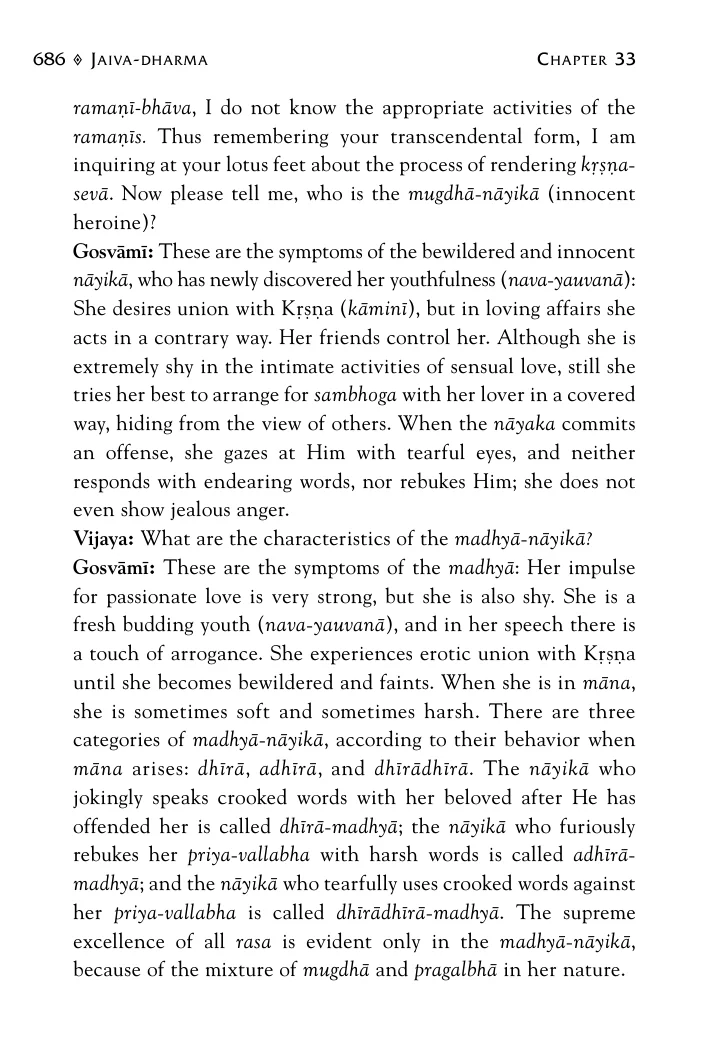 686 ◊ JAIVA-DHARMA CHAPTER 33
ramaṇī-bhāva, I do not know the appropriate activities of the
ramaṇīs. Thus remembering your transcendental form, I am
inquiring at your lotus feet about the process of rendering kṛṣṇa-
sevā. Now please tell me, who is the mugdhā-nāyikā (innocent
heroine)?
Gosvāmī: These are the symptoms of the bewildered and innocent
nāyikā, who has newly discovered her youthfulness (nava-yauvanā):
She desires union with Kṛṣṇa (kāminī), but in loving affairs she
acts in a contrary way. Her friends control her. Although she is
extremely shy in the intimate activities of sensual love, still she
tries her best to arrange for sambhoga with her lover in a covered
way, hiding from the view of others. When the nāyaka commits
an offense, she gazes at Him with tearful eyes, and neither
responds with endearing words, nor rebukes Him; she does not
even show jealous anger.
Vijaya: What are the characteristics of the madhyā-nāyikā?
Gosvāmī: These are the symptoms of the madhyā: Her impulse
for passionate love is very strong, but she is also shy. She is a
fresh budding youth (nava-yauvanā), and in her speech there is
a touch of arrogance. She experiences erotic union with Kṛṣṇa
until she becomes bewildered and faints. When she is in māna,
she is sometimes soft and sometimes harsh. There are three
categories of madhyā-nāyikā, according to their behavior when
māna arises: dhīrā, adhīrā, and dhīrādhīrā. The nāyikā who
jokingly speaks crooked words with her beloved after He has
offended her is called dhīrā-madhyā; the nāyikā who furiously
rebukes her priya-vallabha with harsh words is called adhīrā-
madhyā; and the nāyikā who tearfully uses crooked words against
her priya-vallabha is called dhīrādhīrā-madhyā. The supreme
excellence of all rasa is evident only in the madhyā-nāyikā,
because of the mixture of mugdhā and pragalbhā in her nature.